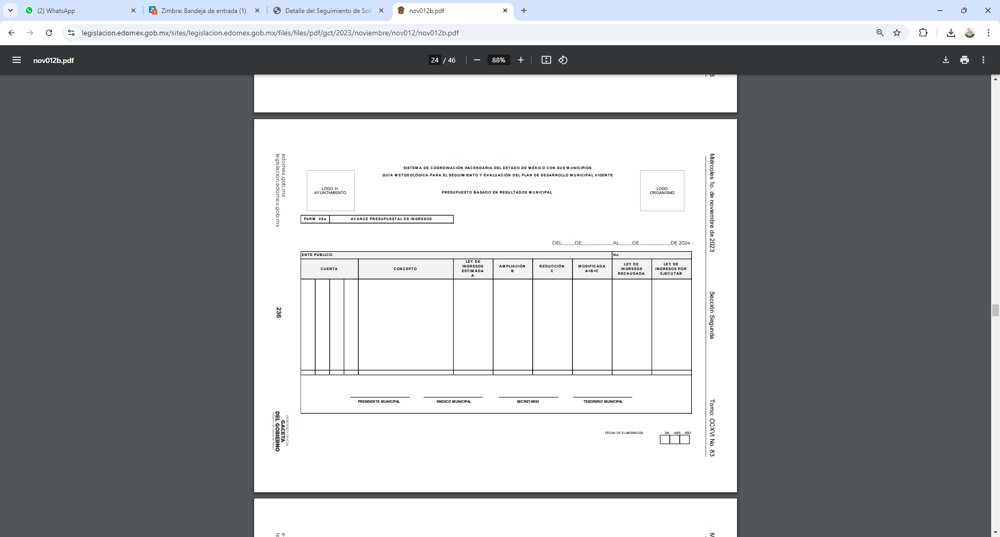 (2) WhatsApp
Zimbra: Bandeja de entrada (1)
Detalle del Seguimiento de Soli
nov012b.pdf
legislacion.edomex.gob.mx/sites/legislacion.edomex.gob.mx/files/files/pdf/gct/2023/noviembre/nov012/nov012b.pdf
nov012b.pdf
24 / 46
88%
edomex.gob.mx
legislacion.edomex.gob.mx
Miércoles 1o. de noviembre de 2023
SISTEMA DE COORDINACIÓN HACENDARIA DEL ESTADO DE MÉXICO CON SUS MUNICIPIOS
GUÍA METODOLÓGICA PARA EL SEGUIMIENTO Y EVALUACIÓN DEL PLAN DE DESARROLLO MUNICIPAL VIGENTE
LOGO H.
AYUNTAMIENTO
PRESUPUESTO BASADO EN RESULTADOS MUNICIPAL
LOGO
ORGANISMO
PbRM 09a AVANCE PRESUPUESTAL DE INGRESOS
DEL_____DE____________AL_____DE____________DE 2024
ENTE PÚBLICO: No.
CUENTA
CONCEPTO
LEY DE
INGRESOS
ESTIMADA
A
AMPLIACIÓN
B
REDUCCIÓN
C
MODIFICADA
A+B=C
LEY DE
INGRESOS
RECAUDADA
LEY DE
INGRESOS POR
EJECUTAR
236
Sección Segunda
PRESIDENTE MUNICIPAL SINDICO MUNICIPAL SECRETARIO TESORERO MUNICIPAL
Tomo: CCXVI No. 83
PERIÓDICO OFICIAL
GACETA
DEL GOBIERNO
Gobierno del Estado de México
FECHA DE ELABORACIÓN DIA MES AÑO